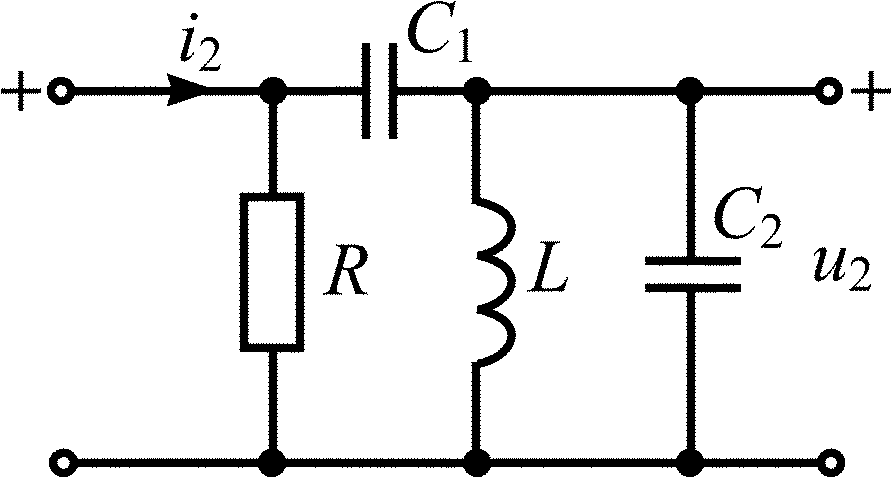 i₂ C₁
+ +
R L C₂ u₂